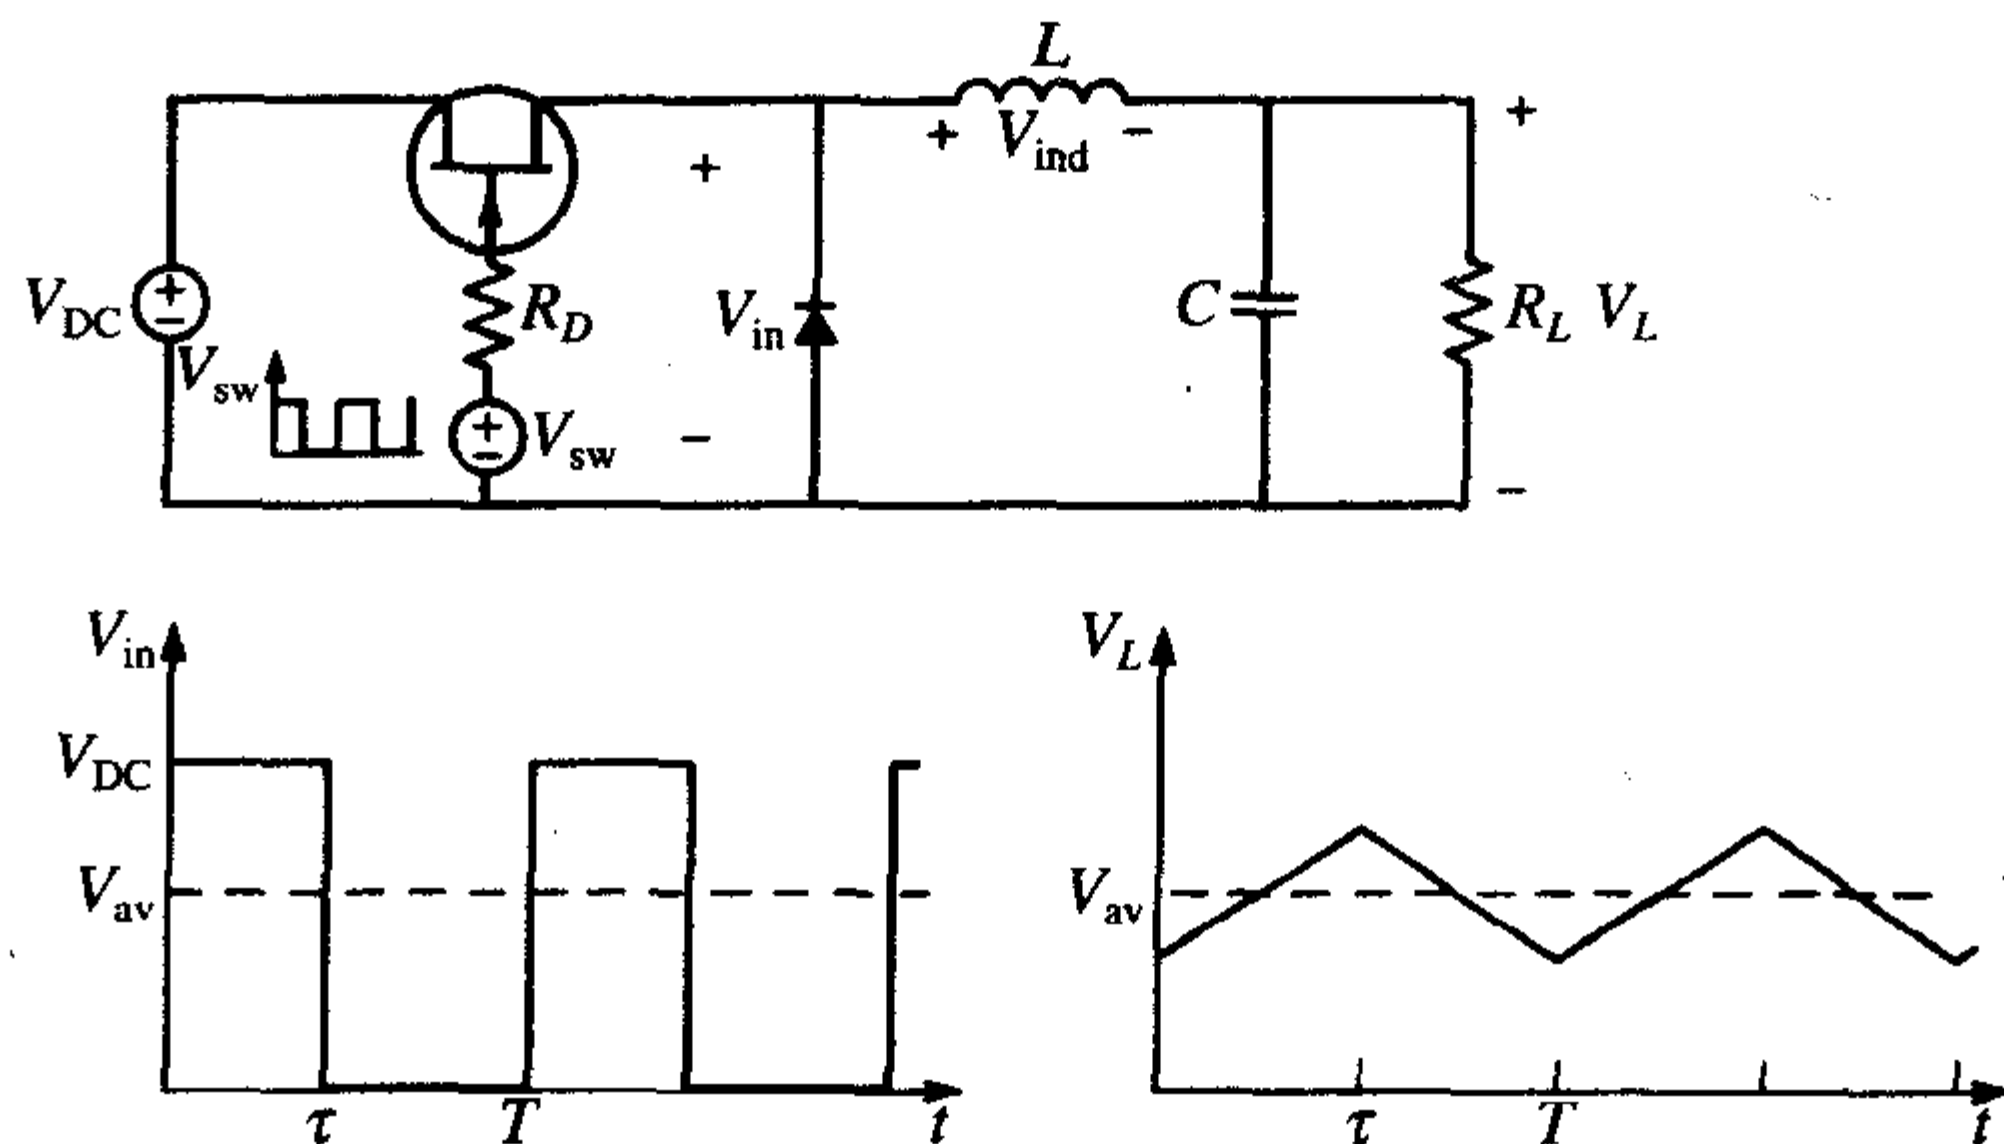 L
+ V_ind −
+
+
V_DC
+
−
R_D
V_in
C
R_L V_L
V_sw
+
−
V_sw
−
−
V_in
V_L
V_DC
V_av
V_av
τ T t
τ T t